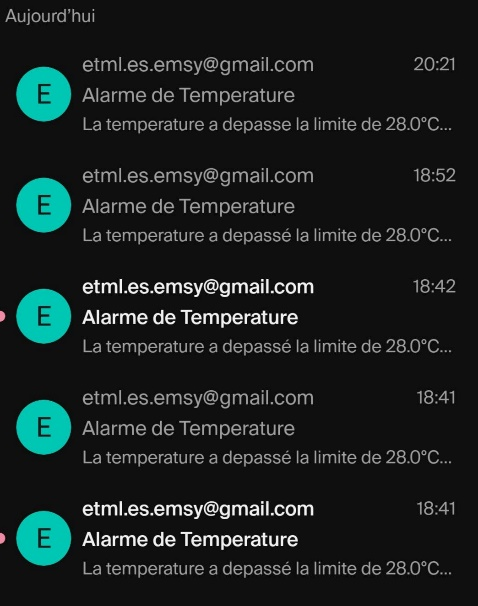 Aujourd'hui
etml.es.emsy@gmail.com 20:21
E
Alarme de Temperature
La temperature a depasse la limite de 28.0°C...
etml.es.emsy@gmail.com 18:52
E
Alarme de Temperature
La temperature a depassé la limite de 28.0°C...
etml.es.emsy@gmail.com 18:42
E
Alarme de Temperature
La temperature a depassé la limite de 28.0°C...
etml.es.emsy@gmail.com 18:41
E
Alarme de Temperature
La temperature a depassé la limite de 28.0°C...
etml.es.emsy@gmail.com 18:41
E
Alarme de Temperature
La temperature a depassé la limite de 28.0°C...